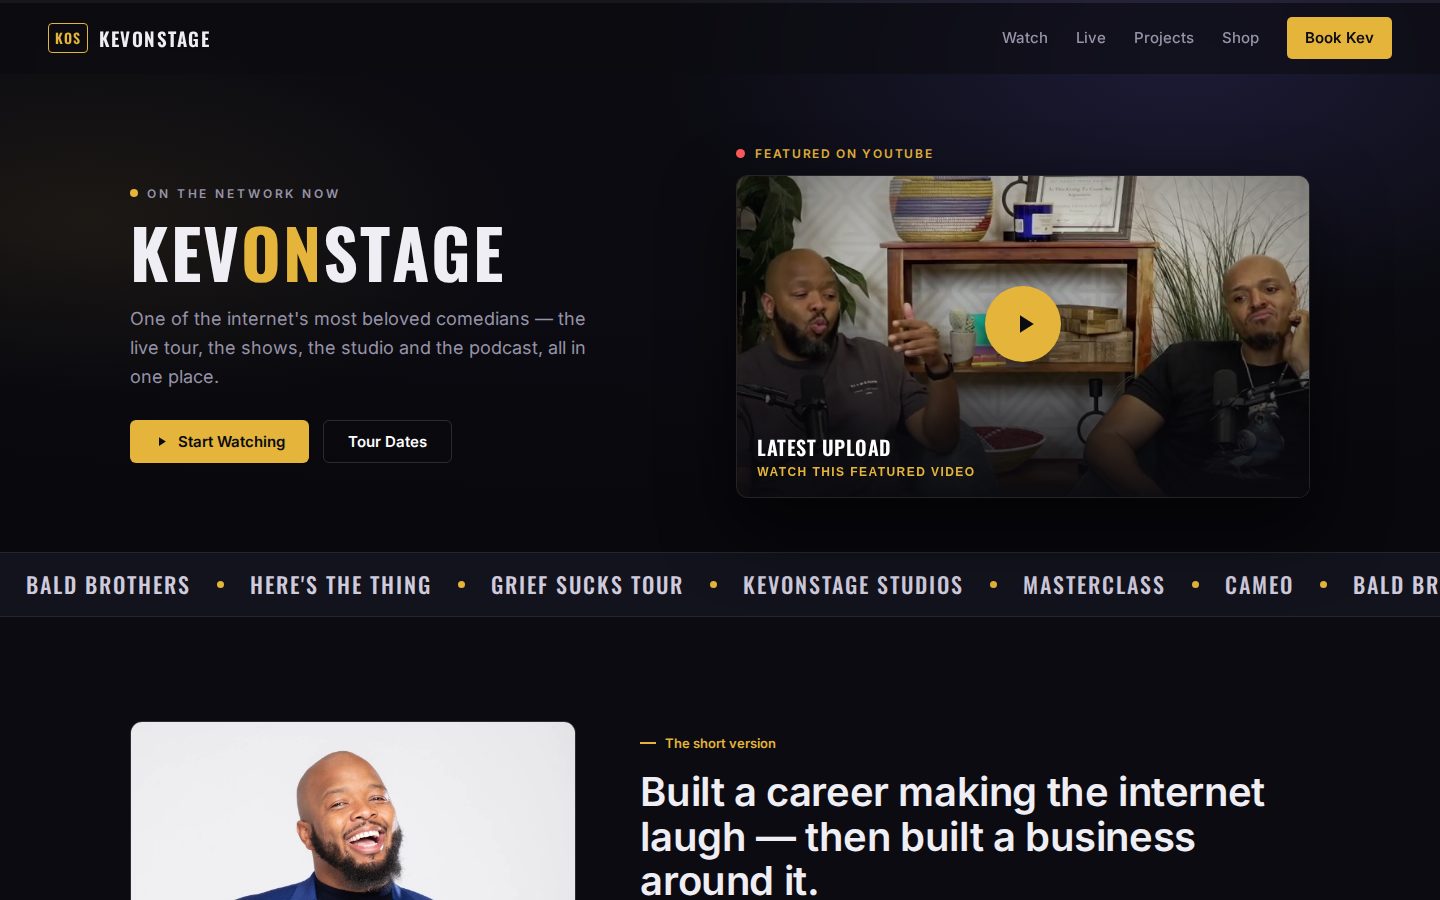 KOS KEVONSTAGE
Watch Live Projects Shop Book Kev
ON THE NETWORK NOW
KEVONSTAGE
One of the internet's most beloved comedians — the
live tour, the shows, the studio and the podcast, all in
one place.
Start Watching Tour Dates
FEATURED ON YOUTUBE
LATEST UPLOAD
WATCH THIS FEATURED VIDEO
BALD BROTHERS HERE'S THE THING GRIEF SUCKS TOUR KEVONSTAGE STUDIOS MASTERCLASS CAMEO BALD BR
The short version
Built a career making the internet
laugh — then built a business
around it.